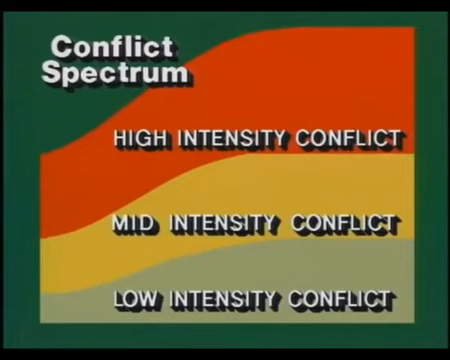 Conflict
Spectrum
HIGH INTENSITY CONFLICT
MID INTENSITY CONFLICT
LOW INTENSITY CONFLICT